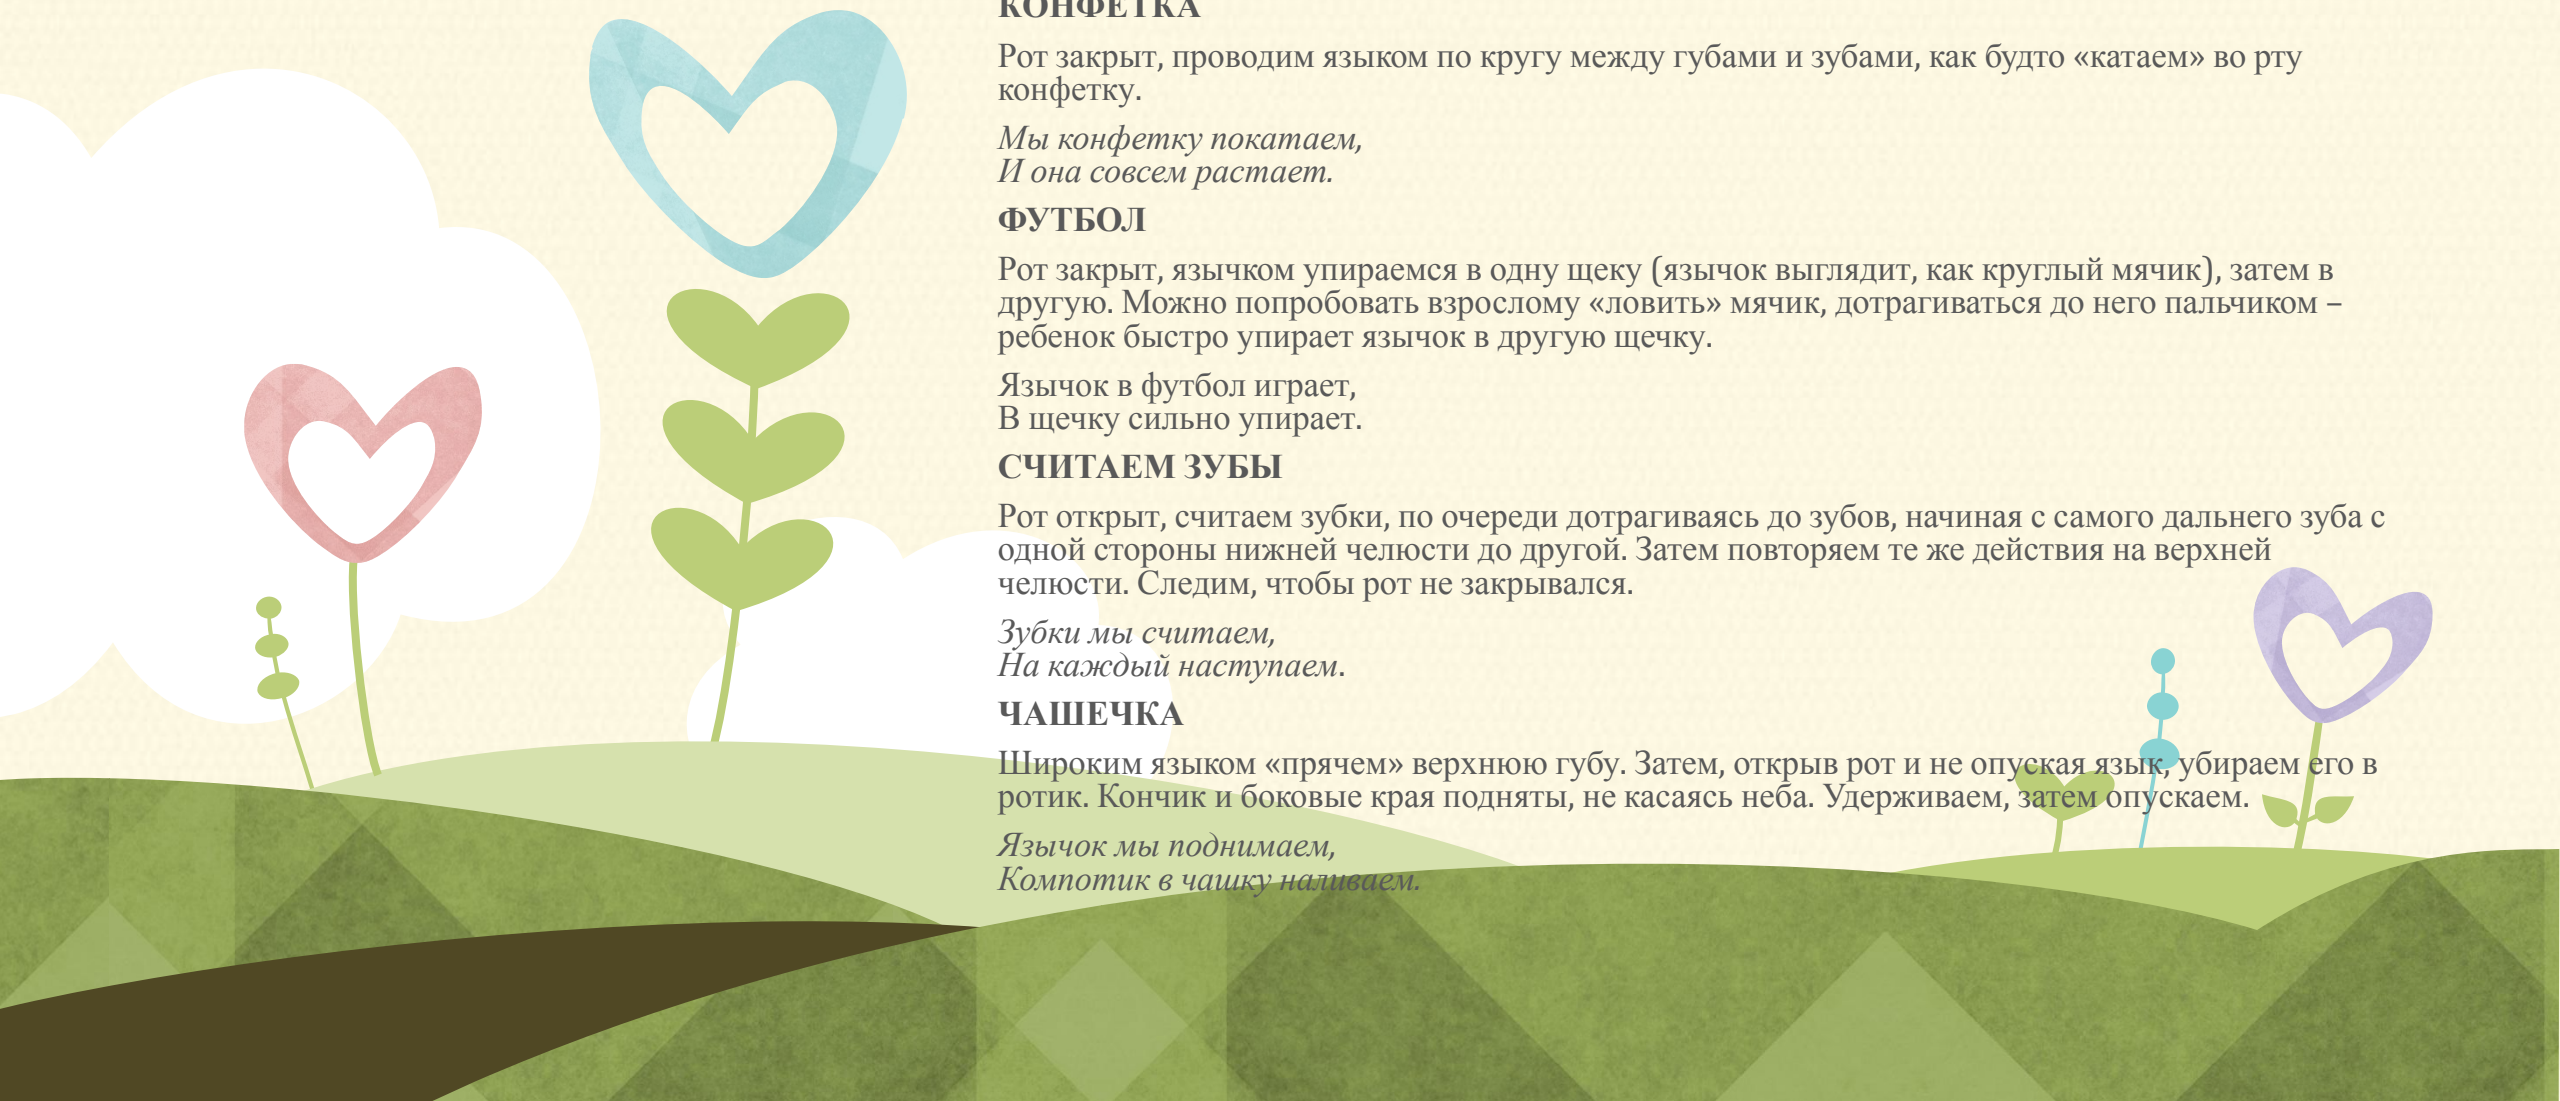 КОНФЕТКА
Рот закрыт, проводим языком по кругу между губами и зубами, как будто «катаем» во рту
конфетку.
Мы конфетку покатаем,
И она совсем растает.
ФУТБОЛ
Рот закрыт, язычком упираемся в одну щеку (язычок выглядит, как круглый мячик), затем в
другую. Можно попробовать взрослому «ловить» мячик, дотрагиваться до него пальчиком –
ребенок быстро упирает язычок в другую щечку.
Язычок в футбол играет,
В щечку сильно упирает.
СЧИТАЕМ ЗУБЫ
Рот открыт, считаем зубки, по очереди дотрагиваясь до зубов, начиная с самого дальнего зуба с
одной стороны нижней челюсти до другой. Затем повторяем те же действия на верхней
челюсти. Следим, чтобы рот не закрывался.
Зубки мы считаем,
На каждый наступаем.
ЧАШЕЧКА
Широким языком «прячем» верхнюю губу. Затем, открыв рот и не опуская язык, убираем его в
ротик. Кончик и боковые края подняты, не касаясь неба. Удерживаем, затем опускаем.
Язычок мы поднимаем,
Компотик в чашку наливаем.